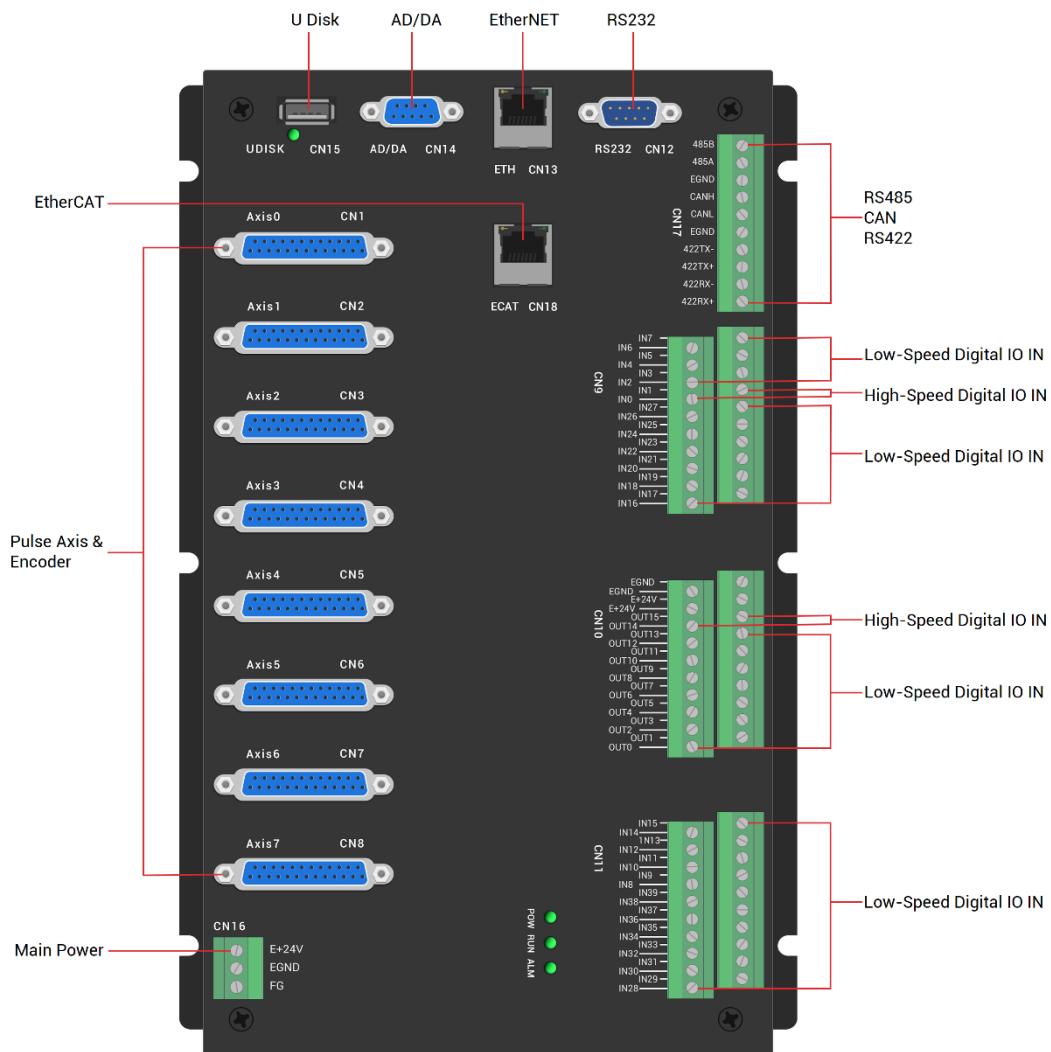 U Disk
AD/DA
EtherNET
RS232
UDISK CN15
AD/DA CN14
ETH CN13
RS232 CN12
485B
485A
EGND
CANH
CANL
EGND
422TX-
422TX+
422RX-
422RX+
CN17
RS485
CAN
RS422
EtherCAT
ECAT CN18
Axis0 CN1
Axis1 CN2
Axis2 CN3
Axis3 CN4
Axis4 CN5
Axis5 CN6
Axis6 CN7
Axis7 CN8
Pulse Axis &
Encoder
CN9
IN7
IN6
IN5
IN4
IN3
IN2
IN1
IN0
IN27
IN26
IN25
IN24
IN23
IN22
IN21
IN20
IN19
IN18
IN17
IN16
Low-Speed Digital IO IN
High-Speed Digital IO IN
Low-Speed Digital IO IN
CN10
EGND
EGND
E+24V
E+24V
OUT15
OUT14
OUT13
OUT12
OUT11
OUT10
OUT9
OUT8
OUT7
OUT6
OUT5
OUT4
OUT3
OUT2
OUT1
OUT0
High-Speed Digital IO IN
Low-Speed Digital IO IN
CN11
IN15
IN14
1N13
IN12
IN11
IN10
IN9
IN8
IN39
IN38
IN37
IN36
IN35
IN34
IN33
IN32
IN31
IN30
IN29
IN28
Low-Speed Digital IO IN
POW
RUN
ALM
Main Power
CN16
E+24V
EGND
FG